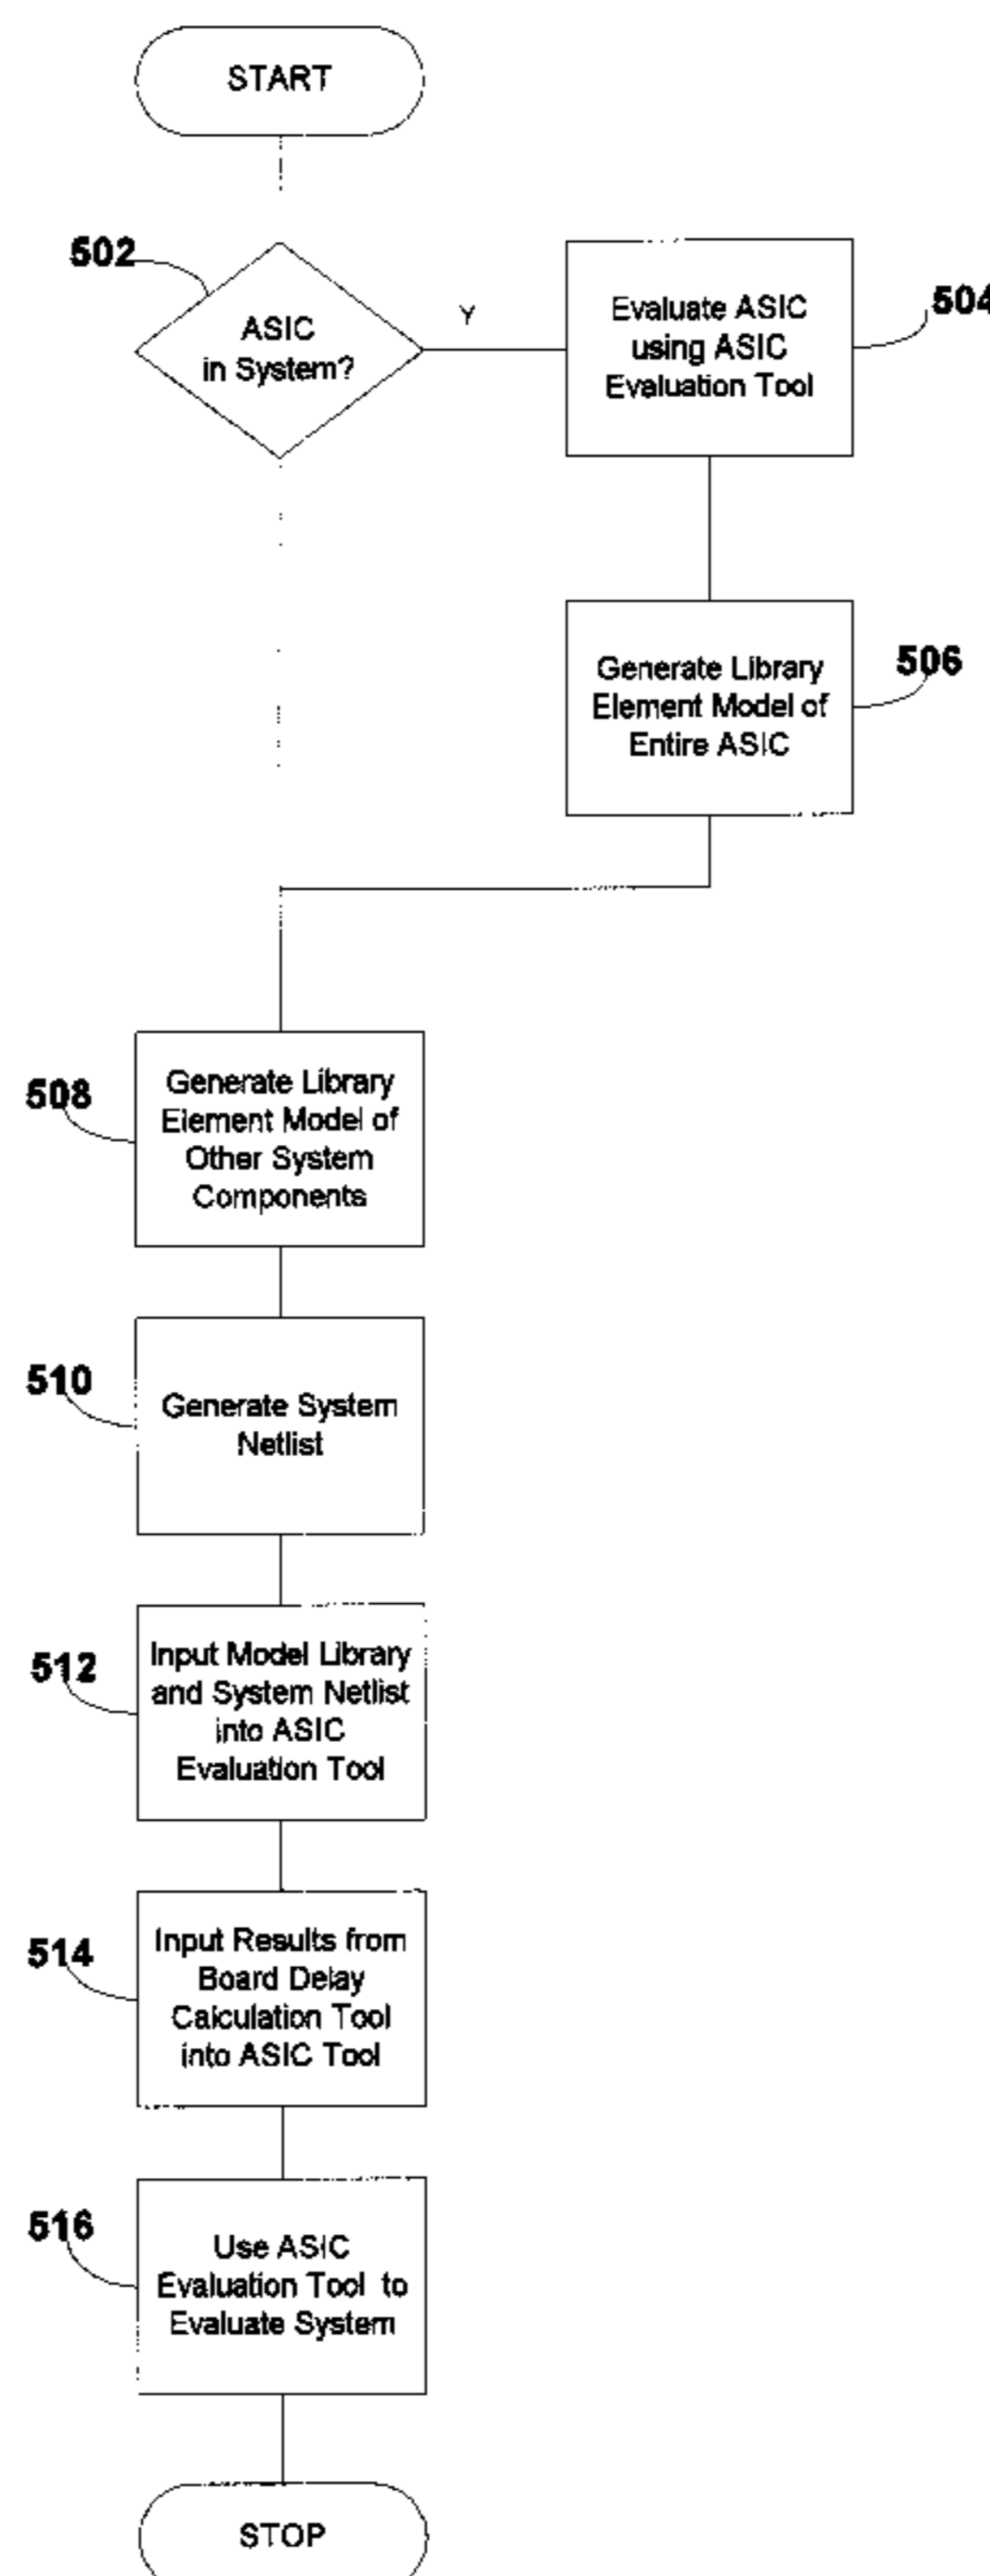 START
502
ASIC
in System?
Y
Evaluate ASIC
using ASIC
Evaluation Tool
504
Generate Library
Element Model of
Entire ASIC
506
508
Generate Library
Element Model of
Other System
Components
510
Generate System
Netlist
512
Input Model Library
and System Netlist
into ASIC
Evaluation Tool
514
Input Results from
Board Delay
Calculation Tool
into ASIC Tool
516
Use ASIC
Evaluation Tool to
Evaluate System
STOP